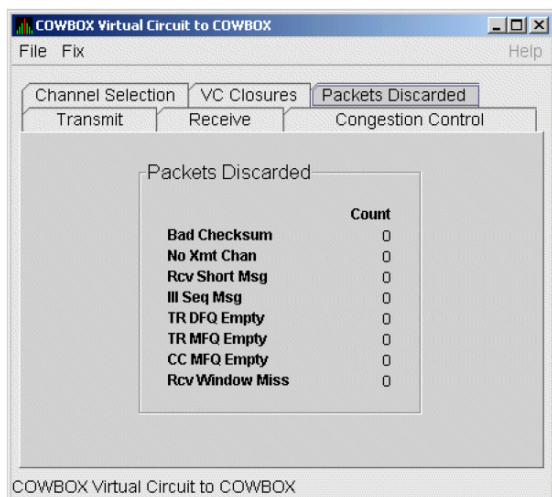 COWBOX Virtual Circuit to COWBOX
File Fix Help
Channel Selection VC Closures Packets Discarded
Transmit Receive Congestion Control
Packets Discarded
Count
Bad Checksum 0
No Xmt Chan 0
Rcv Short Msg 0
Ill Seq Msg 0
TR DFQ Empty 0
TR MFQ Empty 0
CC MFQ Empty 0
Rcv Window Miss 0
COWBOX Virtual Circuit to COWBOX